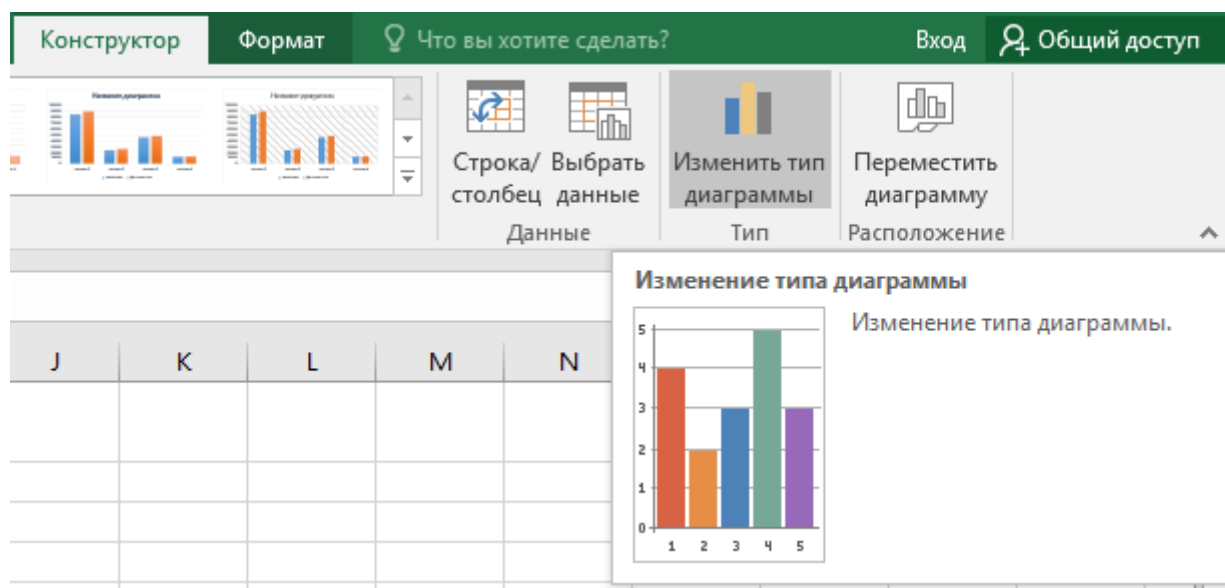 Конструктор Формат Что вы хотите сделать? Вход Общий доступ
Строка/ Выбрать Изменить тип Переместить
столбец данные диаграммы диаграмму
Данные Тип Расположение
Изменение типа диаграммы
Изменение типа диаграммы.
J K L M N
5
4
3
2
1
0
1 2 3 4 5